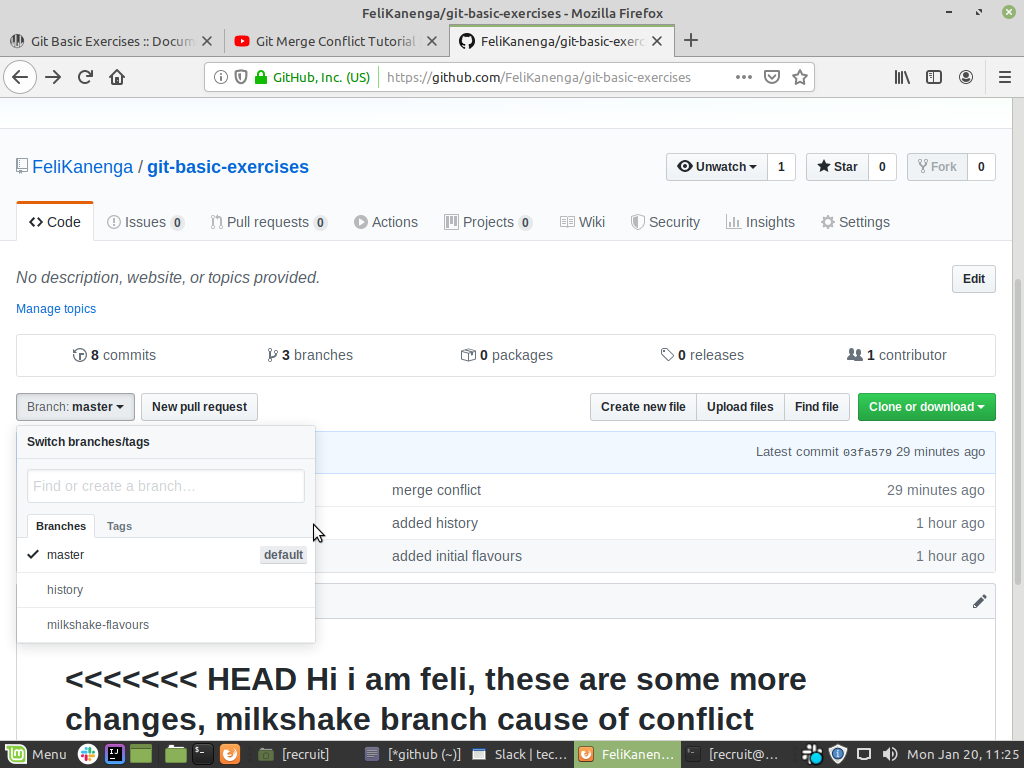 FeliKanenga/git-basic-exercises - Mozilla Firefox
Git Basic Exercises :: Docum
Git Merge Conflict Tutorial
FeliKanenga/git-basic-exerc
GitHub, Inc. (US)
https://github.com/FeliKanenga/git-basic-exercises
FeliKanenga / git-basic-exercises
Unwatch 1
Star 0
Fork 0
Code
Issues 0
Pull requests 0
Actions
Projects 0
Wiki
Security
Insights
Settings
No description, website, or topics provided.
Edit
Manage topics
8 commits
3 branches
0 packages
0 releases
1 contributor
Branch: master
New pull request
Create new file
Upload files
Find file
Clone or download
Switch branches/tags
Latest commit 03fa579 29 minutes ago
Find or create a branch…
merge conflict 29 minutes ago
Branches
Tags
added history 1 hour ago
master default
added initial flavours 1 hour ago
history
milkshake-flavours
<<<<<<< HEAD Hi i am feli, these are some more
changes, milkshake branch cause of conflict
Menu
[recruit]
[*github (~)]
Slack | tec...
FeliKanen...
[recruit@...
Mon Jan 20, 11:25